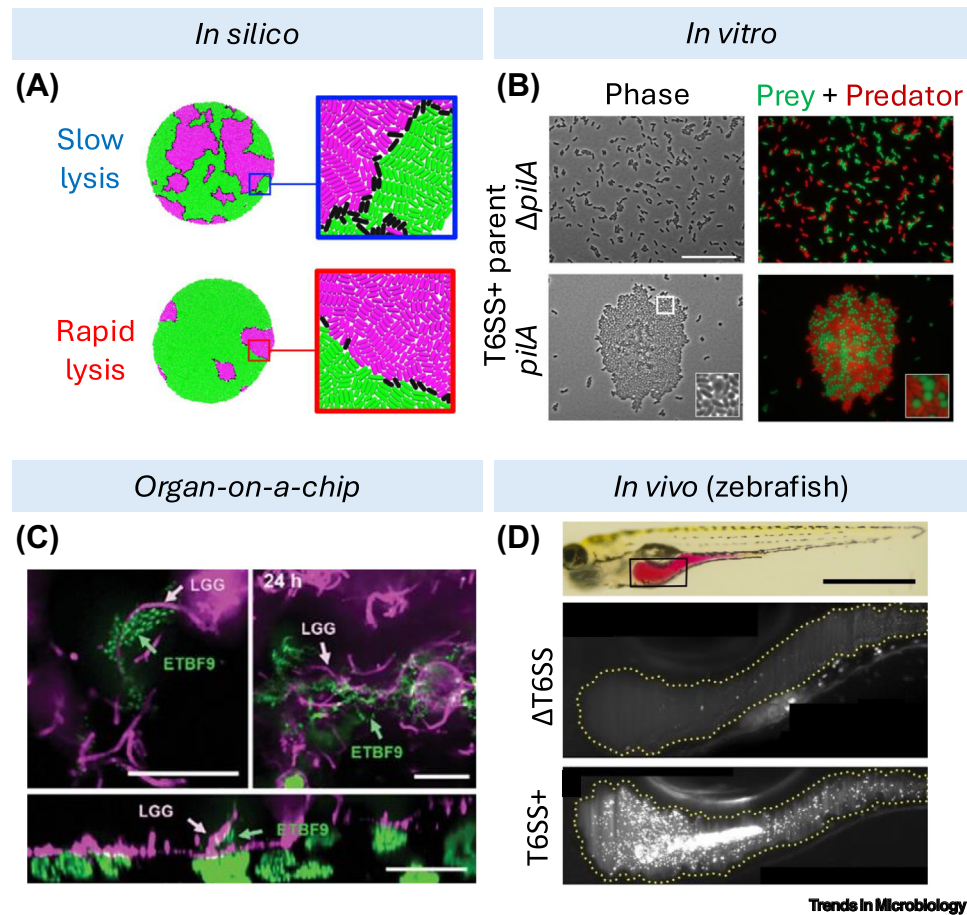 In silico
In vitro
(A)
Slow
lysis
Rapid
lysis
(B)
Phase
Prey + Predator
T6SS+ parent
ΔpilA
pilA
Organ-on-a-chip
In vivo (zebrafish)
(C)
LGG
ETBF9
24 h
LGG
ETBF9
LGG
ETBF9
(D)
ΔT6SS
T6SS+
Trends in Microbiology